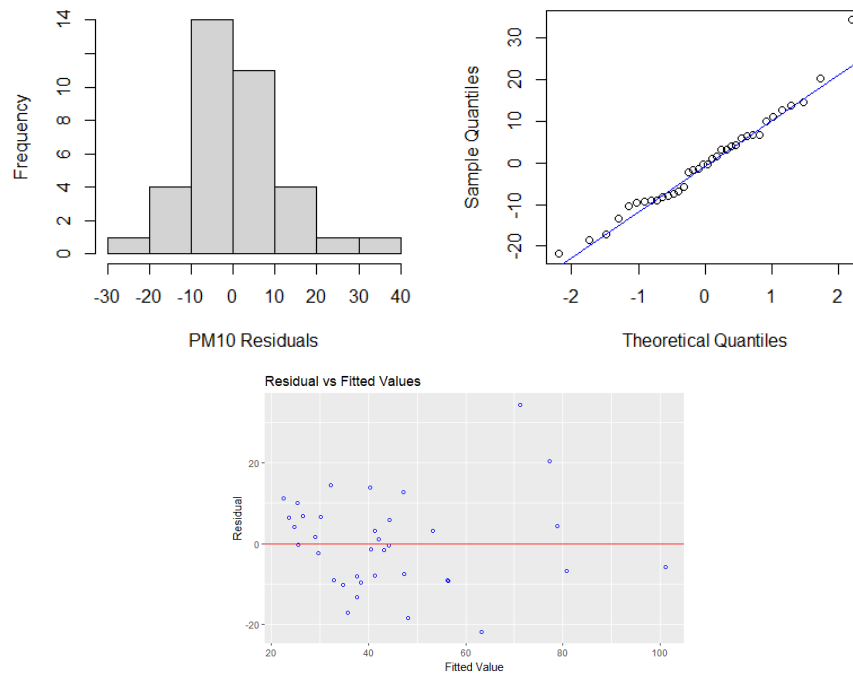 14
10
8
6
4
2
0
Frequency
-30 -20 -10 0 10 20 30 40
PM10 Residuals
30
20
10
0
-10
-20
Sample Quantiles
-2 -1 0 1 2
Theoretical Quantiles
Residual vs Fitted Values
20
0
-20
Residual
20 40 60 80 100
Fitted Value